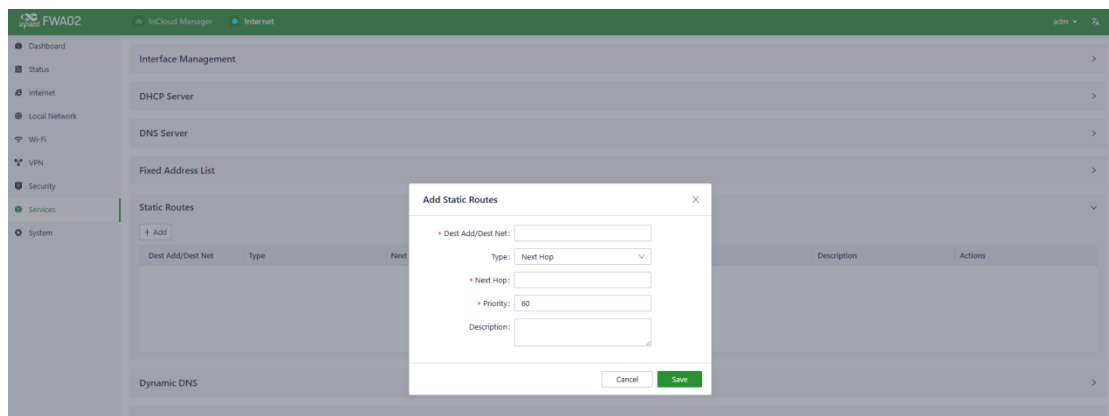 inhand FWA02
InCloud Manager
Internet
adm
Dashboard
Status
Internet
Local Network
Wi-Fi
VPN
Security
Services
System
Interface Management
DHCP Server
DNS Server
Fixed Address List
Static Routes
+ Add
Dest Add/Dest Net Type Next Description Actions
Add Static Routes
* Dest Add/Dest Net:
Type: Next Hop
* Next Hop:
* Priority: 60
Description:
Cancel Save
Dynamic DNS